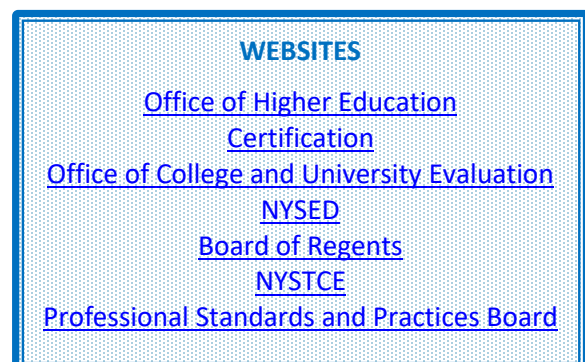 WEBSITES
Office of Higher Education
Certification
Office of College and University Evaluation
NYSED
Board of Regents
NYSTCE
Professional Standards and Practices Board